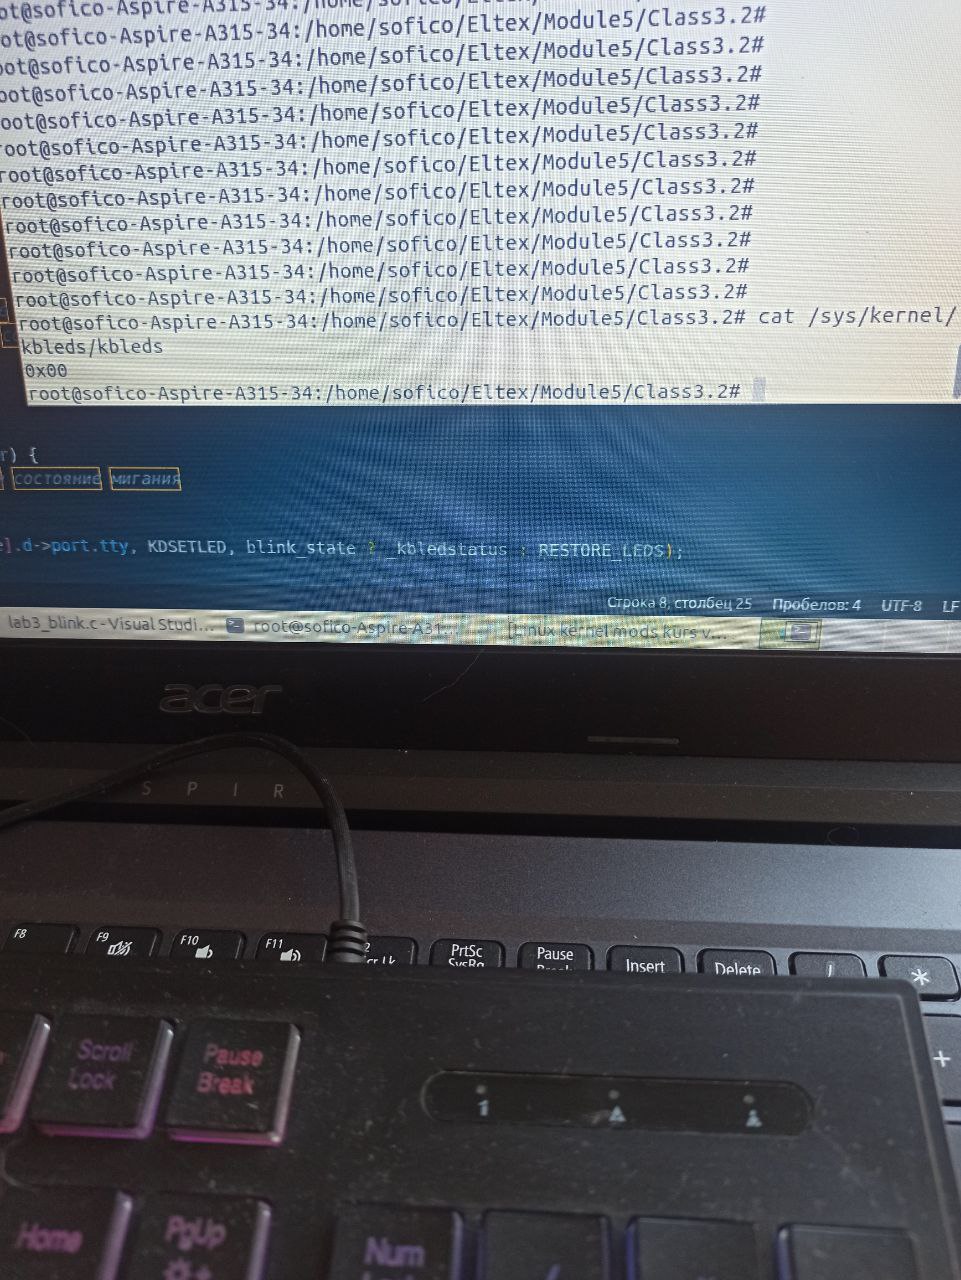 root@sofico-Aspire-A315-34:/home/sofico/Eltex/Module5/Class3.2#
root@sofico-Aspire-A315-34:/home/sofico/Eltex/Module5/Class3.2#
root@sofico-Aspire-A315-34:/home/sofico/Eltex/Module5/Class3.2#
root@sofico-Aspire-A315-34:/home/sofico/Eltex/Module5/Class3.2#
root@sofico-Aspire-A315-34:/home/sofico/Eltex/Module5/Class3.2#
root@sofico-Aspire-A315-34:/home/sofico/Eltex/Module5/Class3.2#
root@sofico-Aspire-A315-34:/home/sofico/Eltex/Module5/Class3.2#
root@sofico-Aspire-A315-34:/home/sofico/Eltex/Module5/Class3.2#
root@sofico-Aspire-A315-34:/home/sofico/Eltex/Module5/Class3.2#
root@sofico-Aspire-A315-34:/home/sofico/Eltex/Module5/Class3.2#
root@sofico-Aspire-A315-34:/home/sofico/Eltex/Module5/Class3.2#
root@sofico-Aspire-A315-34:/home/sofico/Eltex/Module5/Class3.2#
root@sofico-Aspire-A315-34:/home/sofico/Eltex/Module5/Class3.2# cat /sys/kernel/
kbleds/kbleds
0x00
root@sofico-Aspire-A315-34:/home/sofico/Eltex/Module5/Class3.2#
r) {
состояние мигания
].d->port.tty, KDSETLED, blink_state ? _kbledstatus : RESTORE_LEDS);
Строка 8, столбец 25 Пробелов: 4 UTF-8 LF
lab3_blink.c - Visual Studi... root@sofico-Aspire-A31... Linux kernel mods kurs v...
acer
S P I R
F8 F9 F10 F11 PrtSc SysRq Pause Insert Delete *
+
Scroll Lock
Pause Break
1 A
Home PgUp Num